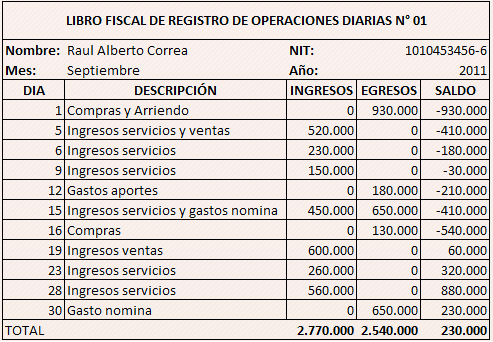 LIBRO FISCAL DE REGISTRO DE OPERACIONES DIARIAS N° 01
Nombre: Raul Alberto Correa NIT: 1010453456-6
Mes: Septiembre Año: 2011
DIA DESCRIPCIÓN INGRESOS EGRESOS SALDO
1 Compras y Arriendo 0 930.000 -930.000
5 Ingresos servicios y ventas 520.000 0 -410.000
6 Ingresos servicios 230.000 0 -180.000
9 Ingresos servicios 150.000 0 -30.000
12 Gastos aportes 0 180.000 -210.000
15 Ingresos servicios y gastos nomina 450.000 650.000 -410.000
16 Compras 0 130.000 -540.000
19 Ingresos ventas 600.000 0 60.000
23 Ingresos servicios 260.000 0 320.000
28 Ingresos servicios 560.000 0 880.000
30 Gasto nomina 0 650.000 230.000
TOTAL 2.770.000 2.540.000 230.000